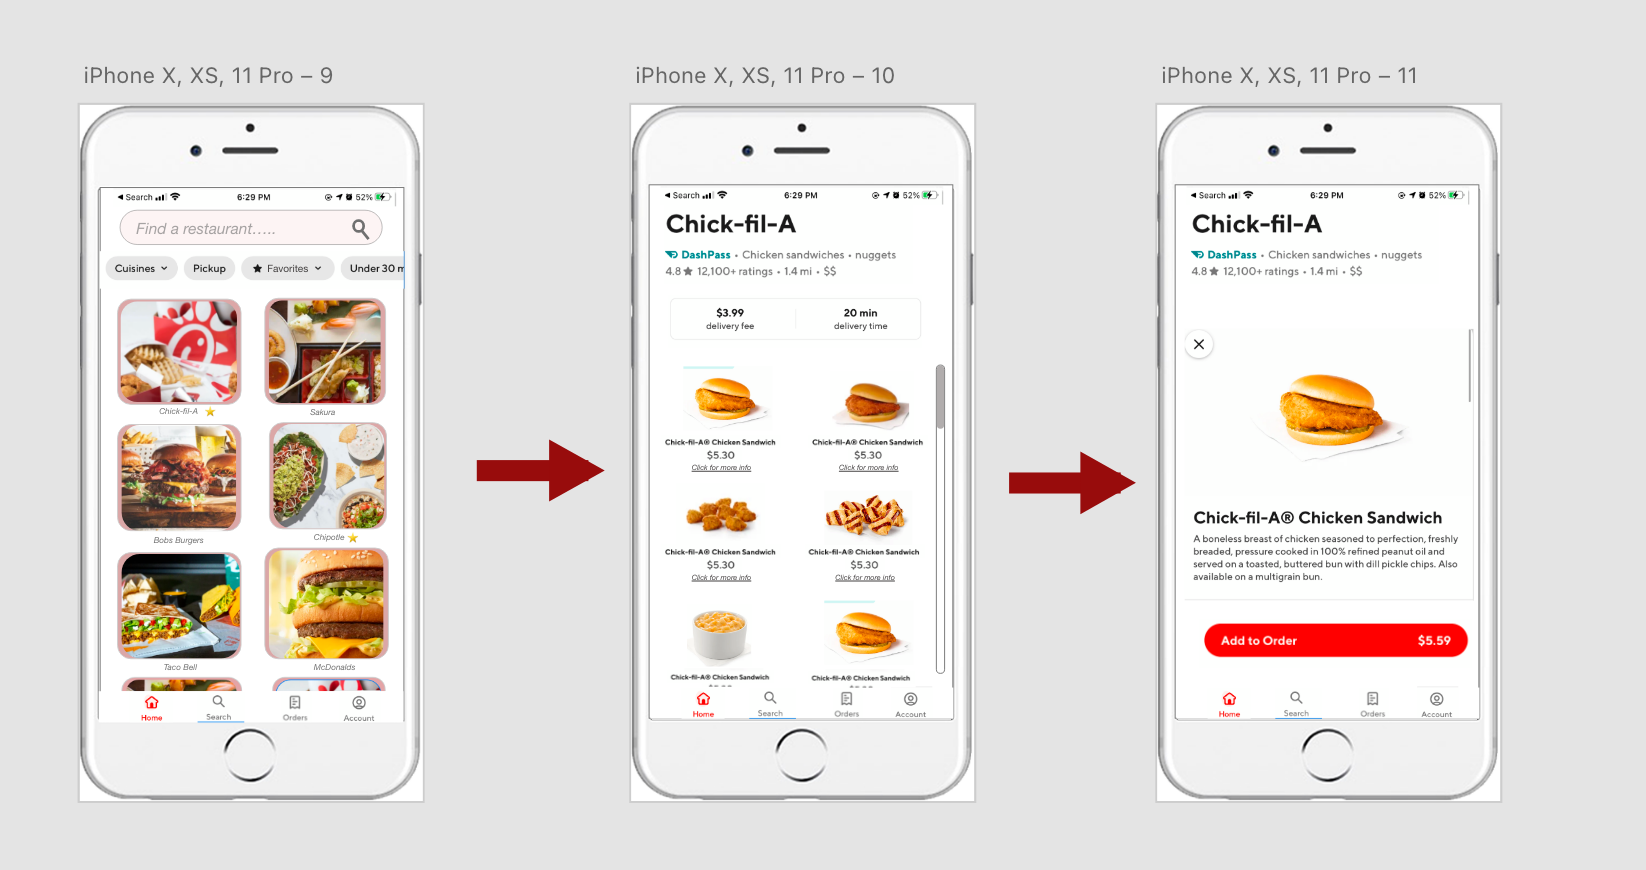 iPhone X, XS, 11 Pro – 9
Search 6:29 PM 52%
Find a restaurant.....
Cuisines Pickup Favorites Under 30 m
Chick-fil-A Sakura
Bobs Burgers Chipotle
Taco Bell McDonalds
Home Search Orders Account
iPhone X, XS, 11 Pro – 10
Search 6:29 PM 52%
Chick-fil-A
DashPass • Chicken sandwiches • nuggets
4.8 ★ 12,100+ ratings • 1.4 mi • $$
$3.99 20 min
delivery fee delivery time
Chick-fil-A® Chicken Sandwich Chick-fil-A® Chicken Sandwich
$5.30 $5.30
Click for more info Click for more info
Chick-fil-A® Chicken Sandwich Chick-fil-A® Chicken Sandwich
$5.30 $5.30
Click for more info Click for more info
Chick-fil-A® Chicken Sandwich Chick-fil-A® Chicken Sandwich
Home Search Orders Account
iPhone X, XS, 11 Pro – 11
Search 6:29 PM 52%
Chick-fil-A
DashPass • Chicken sandwiches • nuggets
4.8 ★ 12,100+ ratings • 1.4 mi • $$
Chick-fil-A® Chicken Sandwich
A boneless breast of chicken seasoned to perfection, freshly
breaded, pressure cooked in 100% refined peanut oil and
served on a toasted, buttered bun with dill pickle chips. Also
available on a multigrain bun.
Add to Order $5.59
Home Search Orders Account